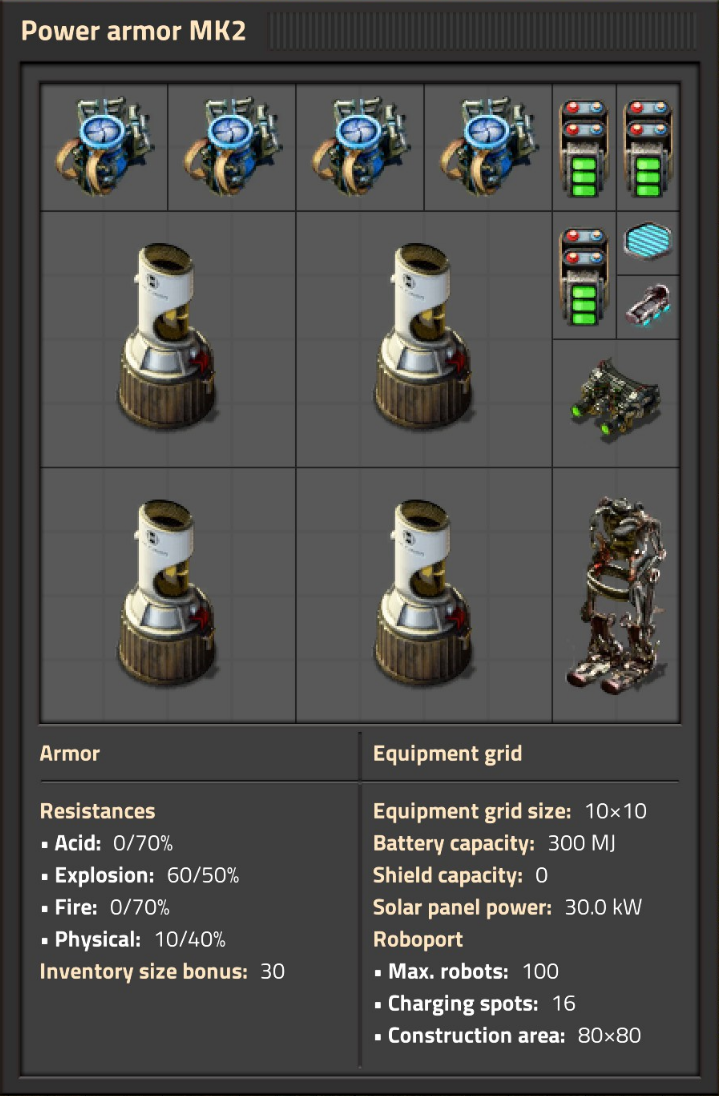 Power armor MK2
Armor
Resistances
▪ Acid: 0/70%
▪ Explosion: 60/50%
▪ Fire: 0/70%
▪ Physical: 10/40%
Inventory size bonus: 30
Equipment grid
Equipment grid size: 10×10
Battery capacity: 300 MJ
Shield capacity: 0
Solar panel power: 30.0 kW
Roboport
▪ Max. robots: 100
▪ Charging spots: 16
▪ Construction area: 80×80